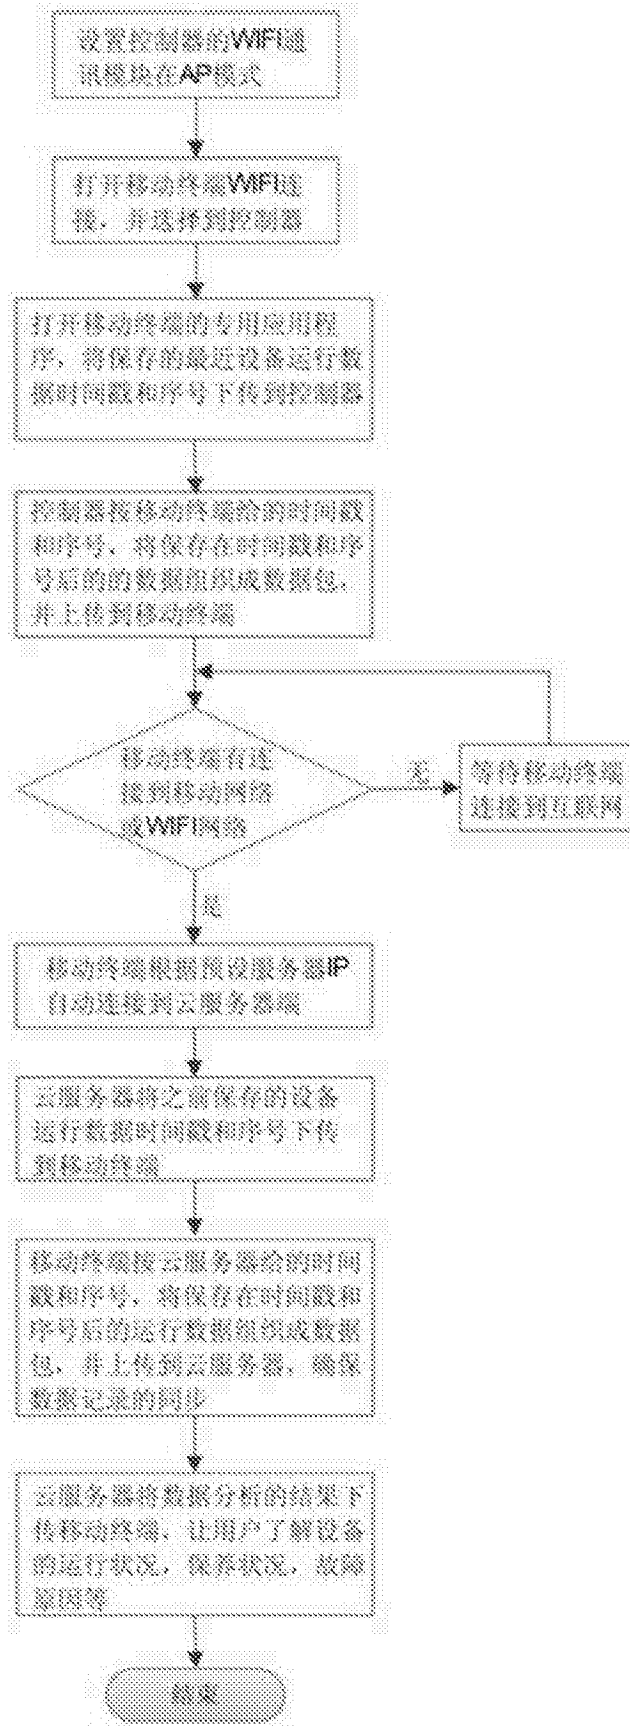 设置控制器的WIFI通
讯模块在AP模式
打开移动终端WIFI连
接，并选择到控制器
打开移动终端的专用应用程
序，将保存的最近设备运行数
据时间戳和序号下传到控制器
控制器按移动终端给的时间戳
和序号，将保存在时间戳和序
号后的的数据组织成数据包，
并上传到移动终端
移动终端有连
接到移动网络
或WIFI网络
无
等待移动终端
连接到互联网
是
移动终端根据预设服务器IP
自动连接到云服务器端
云服务器将之前保存的设备
运行数据时间戳和序号下传
到移动终端
移动终端按云服务器给的时间
戳和序号，将保存在时间戳和
序号后的运行数据组织成数据
包，并上传到云服务器，确保
数据记录的同步
云服务器将数据分析的结果下
传移动终端，让用户了解设备
的运行状况，保养状况，故障
原因等
结束